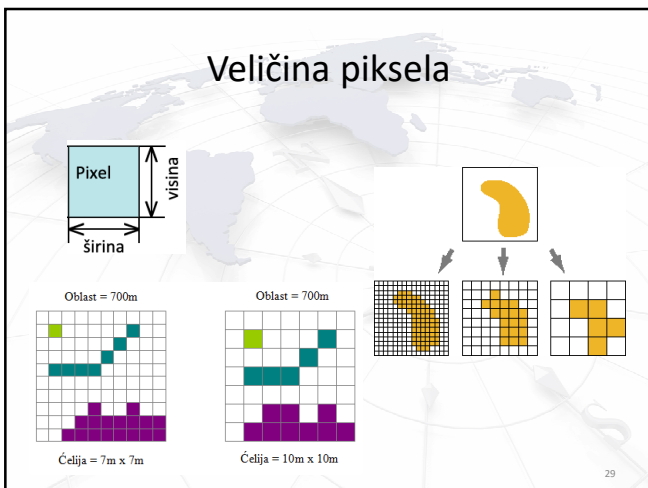 Veličina piksela
Pixel
visina
širina
Oblast = 700m
Ćelija = 7m x 7m
Oblast = 700m
Ćelija = 10m x 10m
29